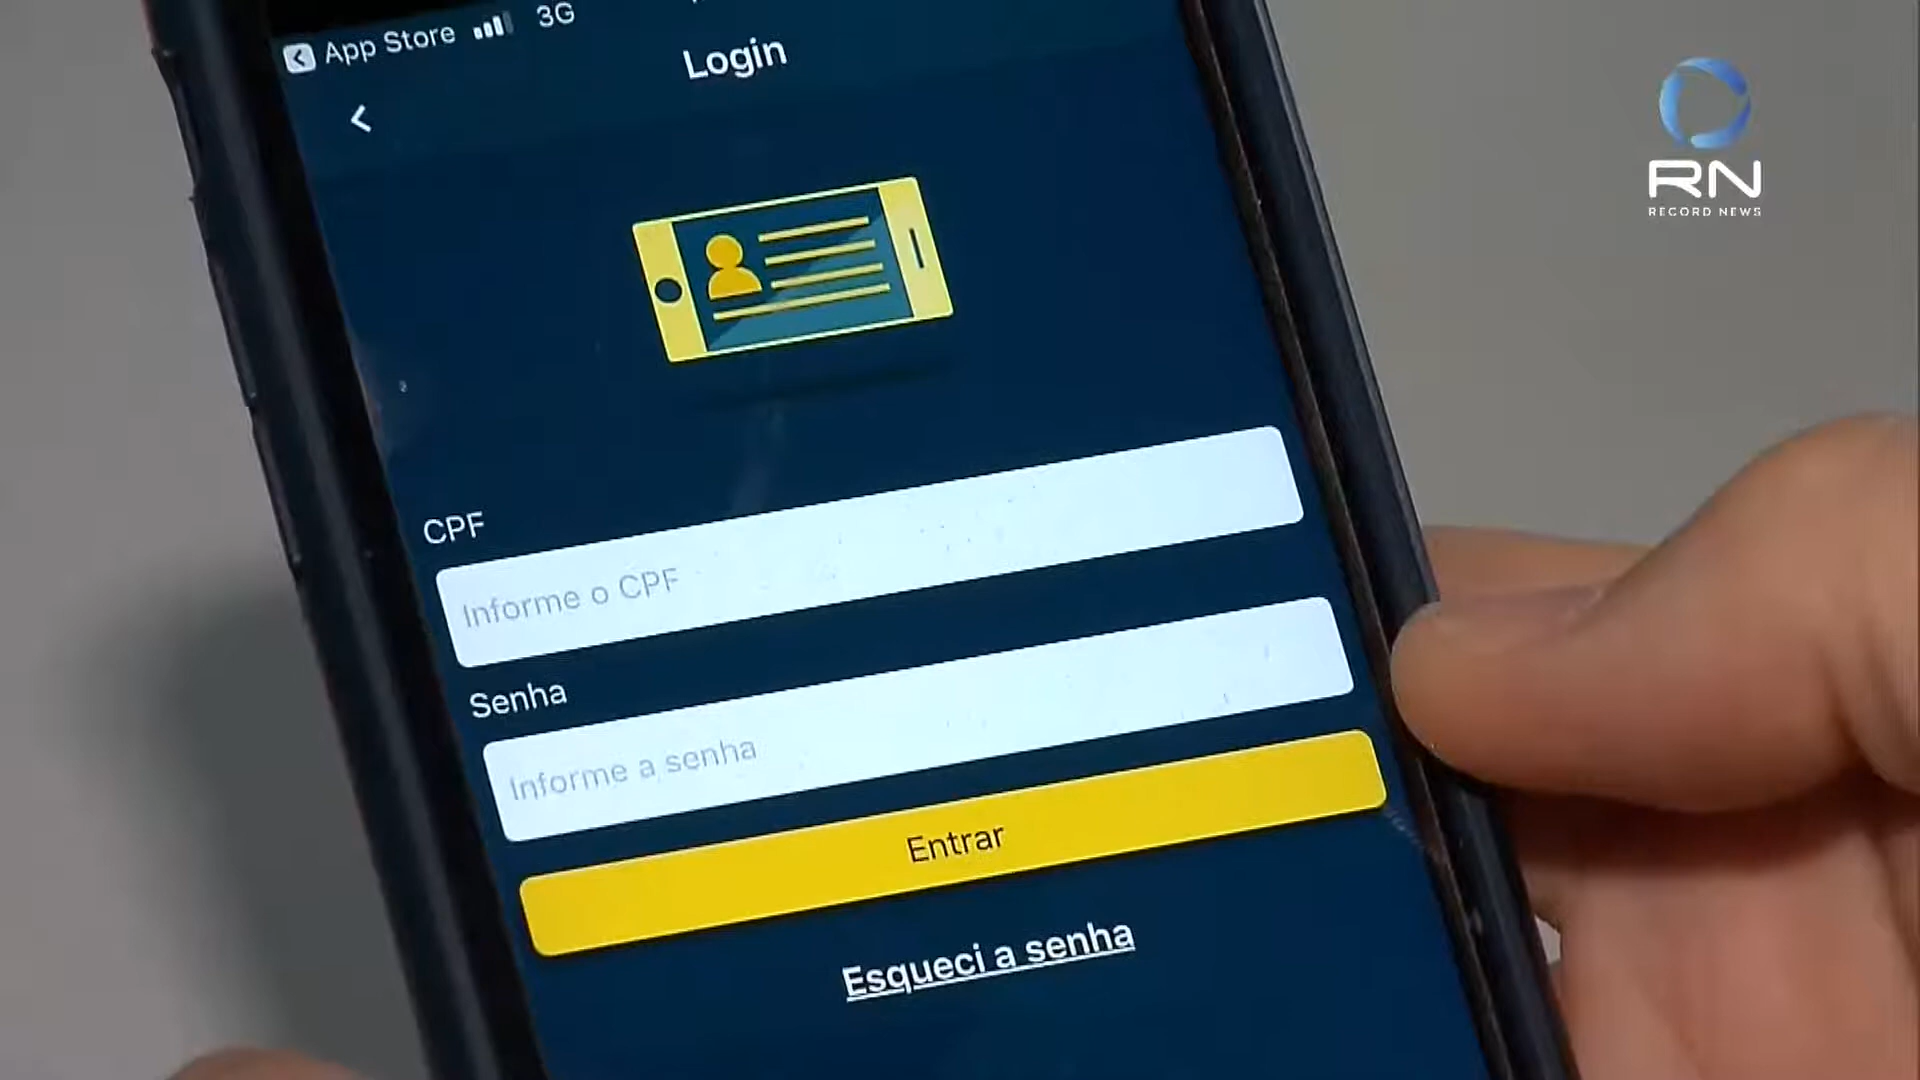 App Store 3G
Login
RN
RECORD NEWS
CPF
Informe o CPF
Senha
Informe a senha
Entrar
Esqueci a senha